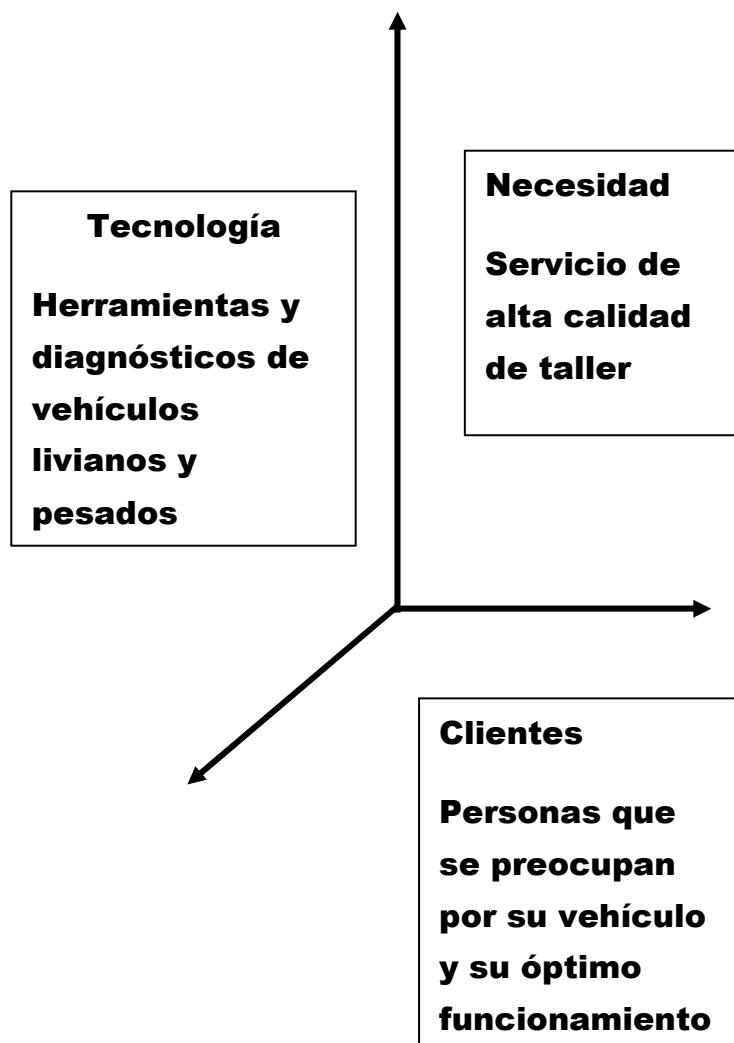 Tecnología
Herramientas y
diagnósticos de
vehículos
livianos y
pesados
Necesidad
Servicio de
alta calidad
de taller
Clientes
Personas que
se preocupan
por su vehículo
y su óptimo
funcionamiento